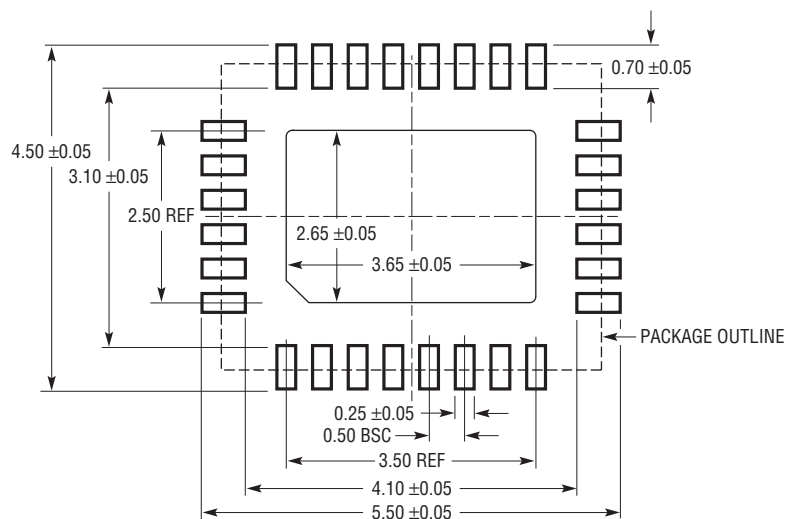 0.70 ±0.05
4.50 ±0.05
3.10 ±0.05
2.50 REF
2.65 ±0.05
3.65 ±0.05
PACKAGE OUTLINE
0.25 ±0.05
0.50 BSC
3.50 REF
4.10 ±0.05
5.50 ±0.05